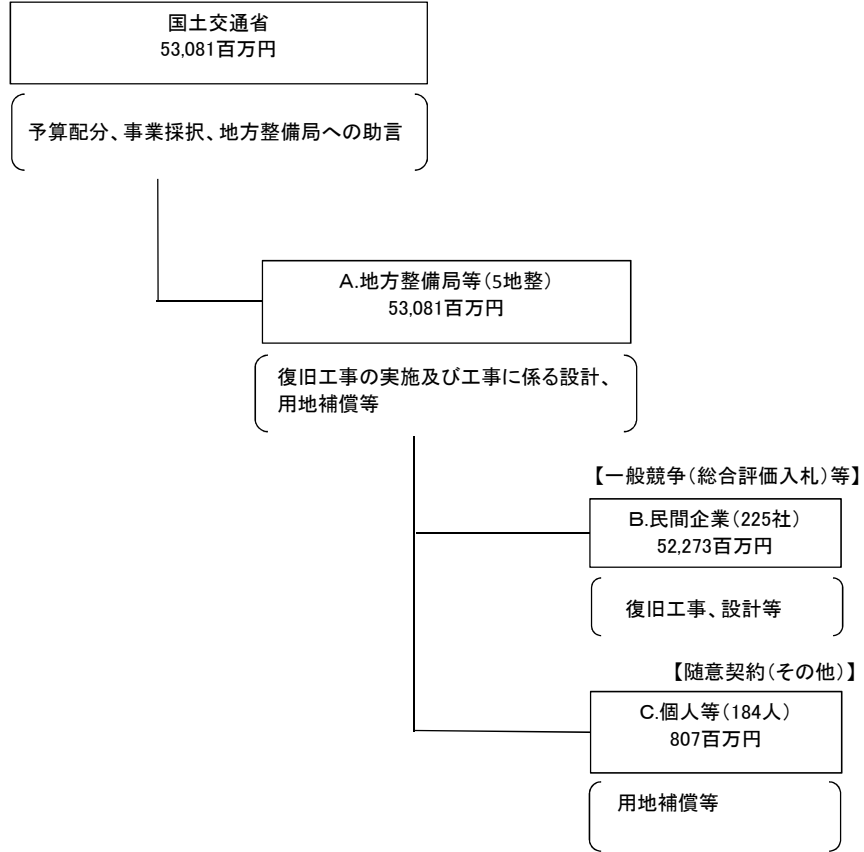 国土交通省
53,081百万円
予算配分、事業採択、地方整備局への助言
A.地方整備局等(5地整)
53,081百万円
復旧工事の実施及び工事に係る設計、
用地補償等
【一般競争(総合評価入札)等】
B.民間企業(225社)
52,273百万円
復旧工事、設計等
【随意契約(その他)】
C.個人等(184人)
807百万円
用地補償等